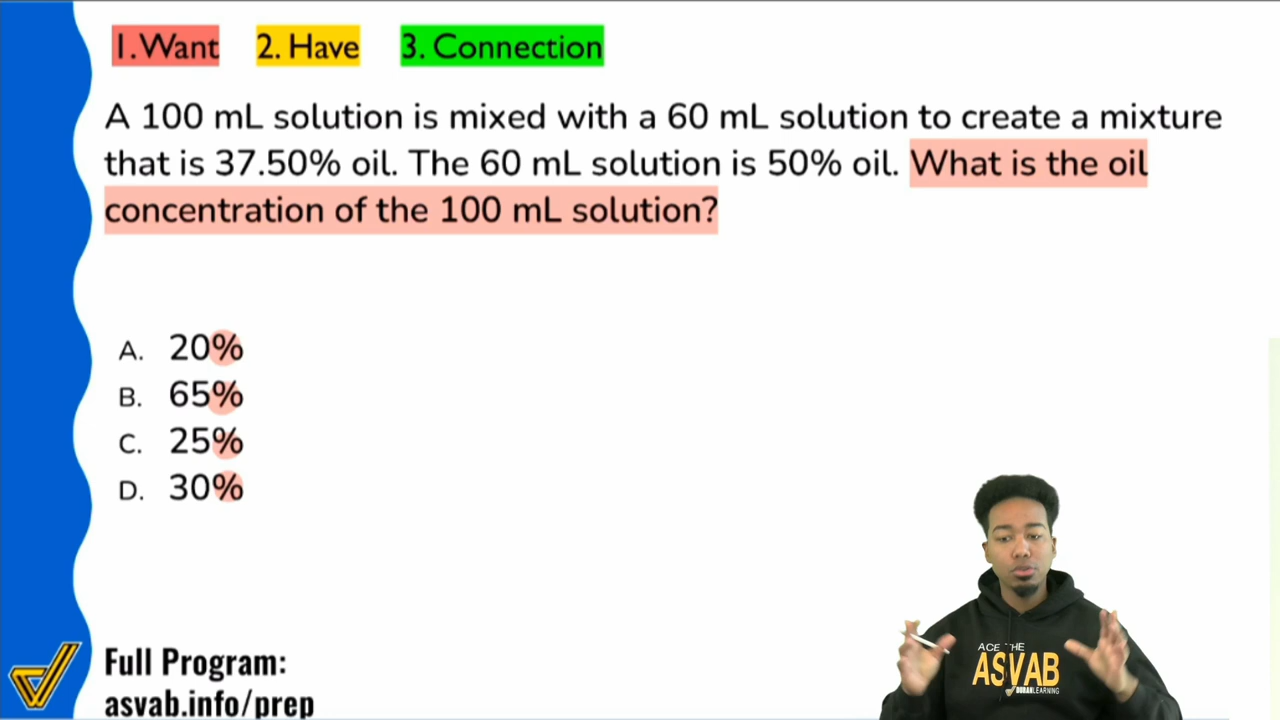 1. Want 2. Have 3. Connection
A 100 mL solution is mixed with a 60 mL solution to create a mixture
that is 37.50% oil. The 60 mL solution is 50% oil. What is the oil
concentration of the 100 mL solution?
A. 20%
B. 65%
C. 25%
D. 30%
Full Program:
asvab.info/prep
ACE THE
ASVAB
DURANLEARNING